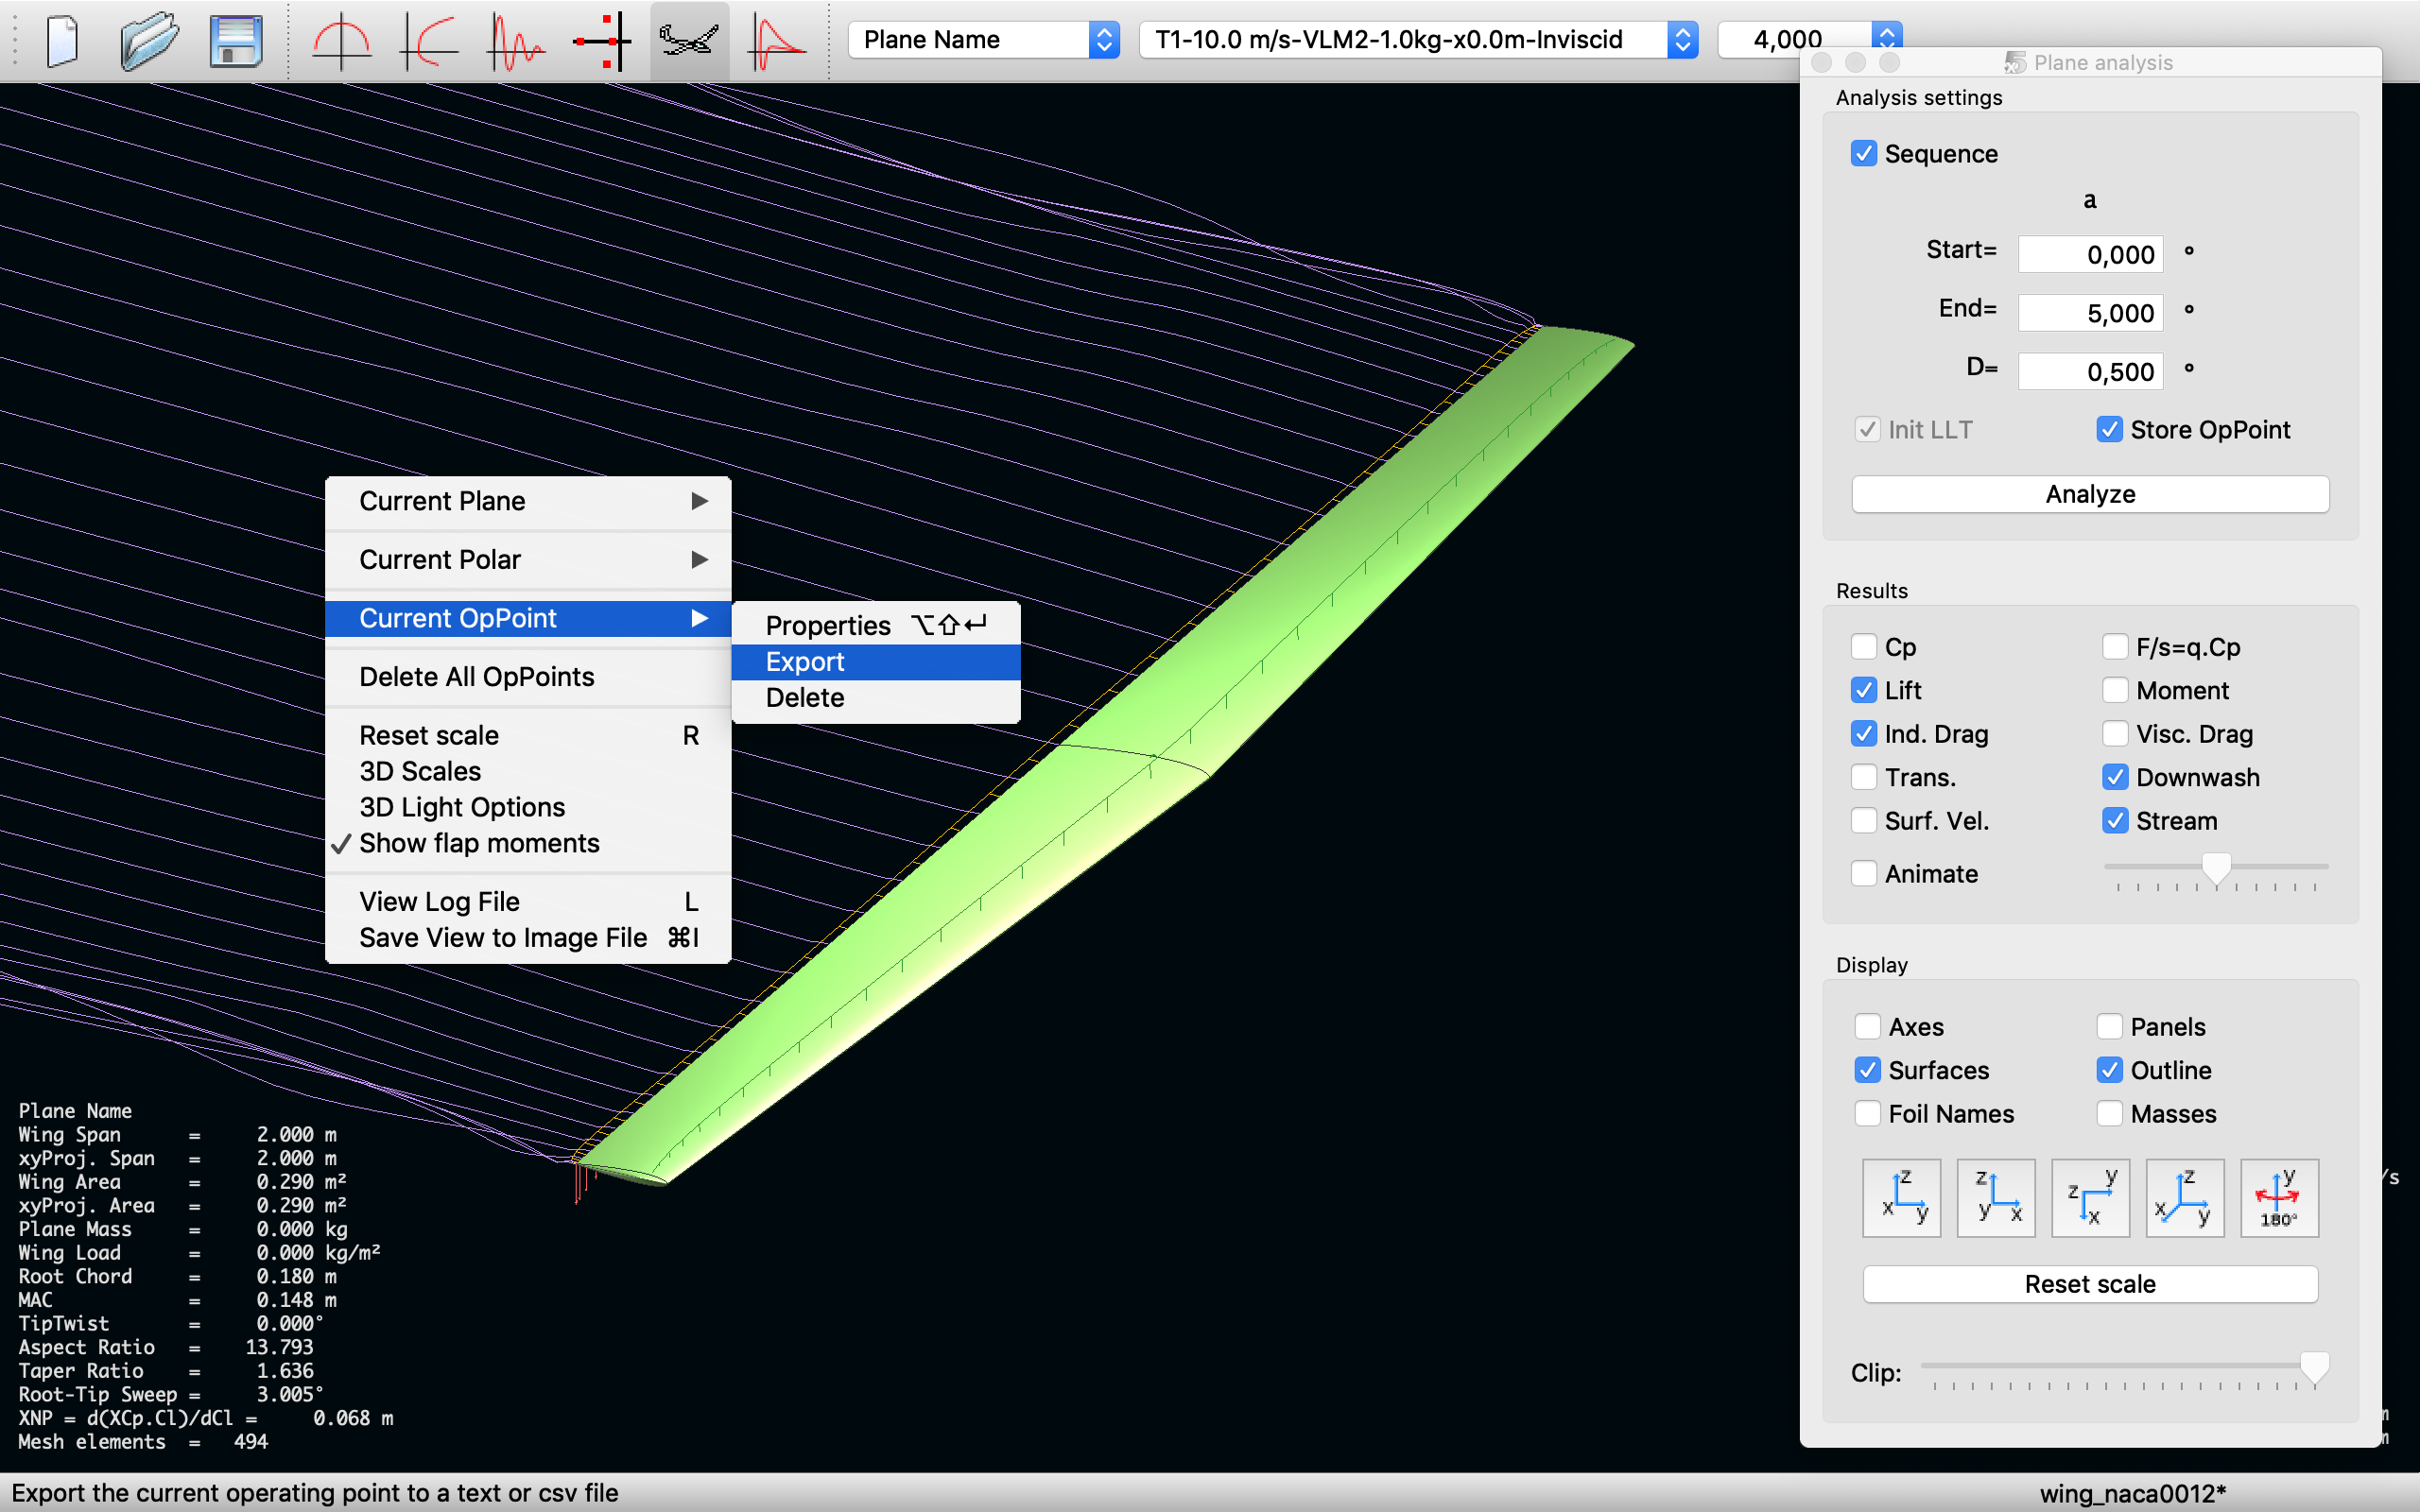 Plane Name
T1-10.0 m/s-VLM2-1.0kg-x0.0m-Inviscid
4,000
Plane analysis
Analysis settings
Sequence
a
Start= 0,000 °
End= 5,000 °
D= 0,500 °
Init LLT Store OpPoint
Analyze
Results
Cp F/s=q.Cp
Lift Moment
Ind. Drag Visc. Drag
Trans. Downwash
Surf. Vel. Stream
Animate
Display
Axes Panels
Surfaces Outline
Foil Names Masses
z x y
z y x
y z x
z x y
y 180°
Reset scale
Clip:
Current Plane
Current Polar
Current OpPoint
Delete All OpPoints
Reset scale R
3D Scales
3D Light Options
✓ Show flap moments
View Log File L
Save View to Image File ⌘I
Properties ⌥⇧↵
Export
Delete
Plane Name
Wing Span = 2.000 m
xyProj. Span = 2.000 m
Wing Area = 0.290 m²
xyProj. Area = 0.290 m²
Plane Mass = 0.000 kg
Wing Load = 0.000 kg/m²
Root Chord = 0.180 m
MAC = 0.148 m
TipTwist = 0.000°
Aspect Ratio = 13.793
Taper Ratio = 1.636
Root-Tip Sweep = 3.005°
XNP = d(XCp.Cl)/dCl = 0.068 m
Mesh elements = 494
/s
Export the current operating point to a text or csv file
wing_naca0012*